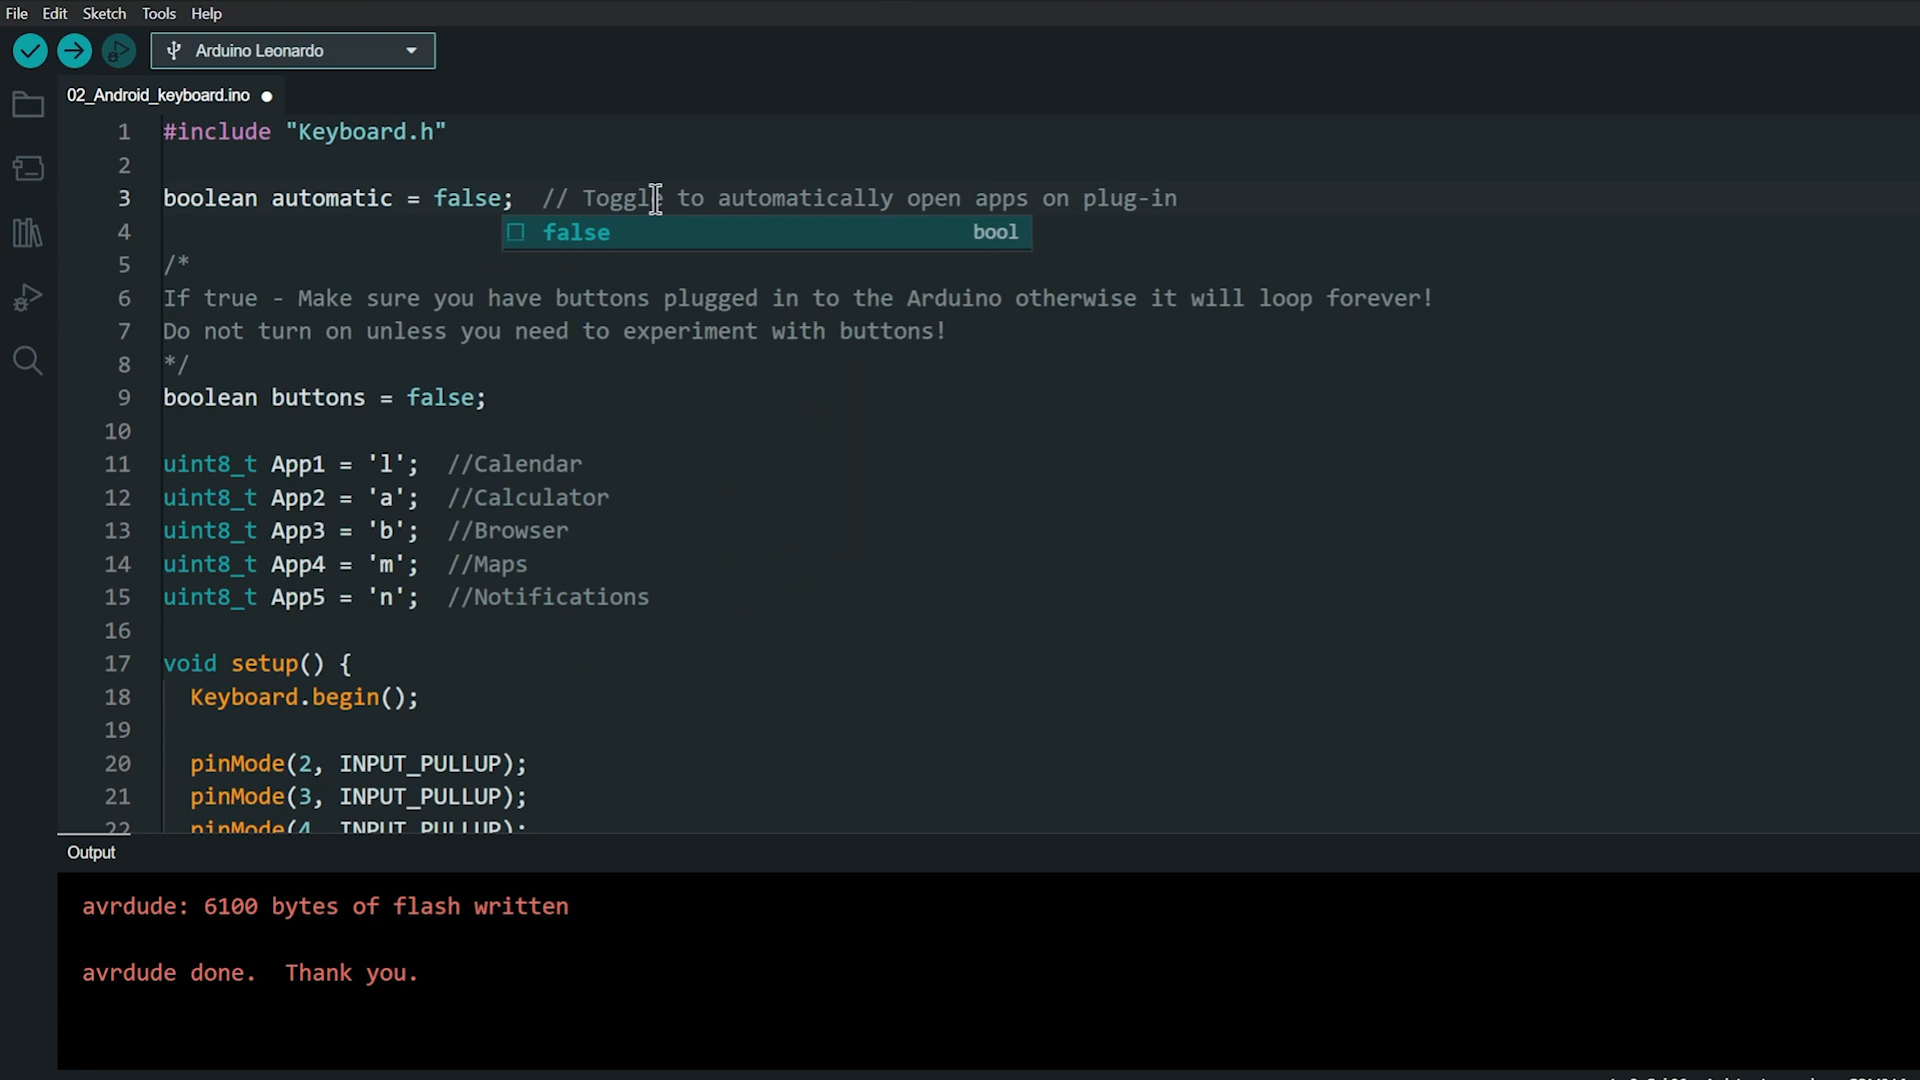 File Edit Sketch Tools Help
Arduino Leonardo
02_Android_keyboard.ino
1 #include "Keyboard.h"
2
3 boolean automatic = false; // Toggle to automatically open apps on plug-in
false bool
4
5 /*
6 If true - Make sure you have buttons plugged in to the Arduino otherwise it will loop forever!
7 Do not turn on unless you need to experiment with buttons!
8 */
9 boolean buttons = false;
10
11 uint8_t App1 = 'l'; //Calendar
12 uint8_t App2 = 'a'; //Calculator
13 uint8_t App3 = 'b'; //Browser
14 uint8_t App4 = 'm'; //Maps
15 uint8_t App5 = 'n'; //Notifications
16
17 void setup() {
18 Keyboard.begin();
19
20 pinMode(2, INPUT_PULLUP);
21 pinMode(3, INPUT_PULLUP);
22 pinMode(4, INPUT_PULLUP);
Output
avrdude: 6100 bytes of flash written
avrdude done. Thank you.